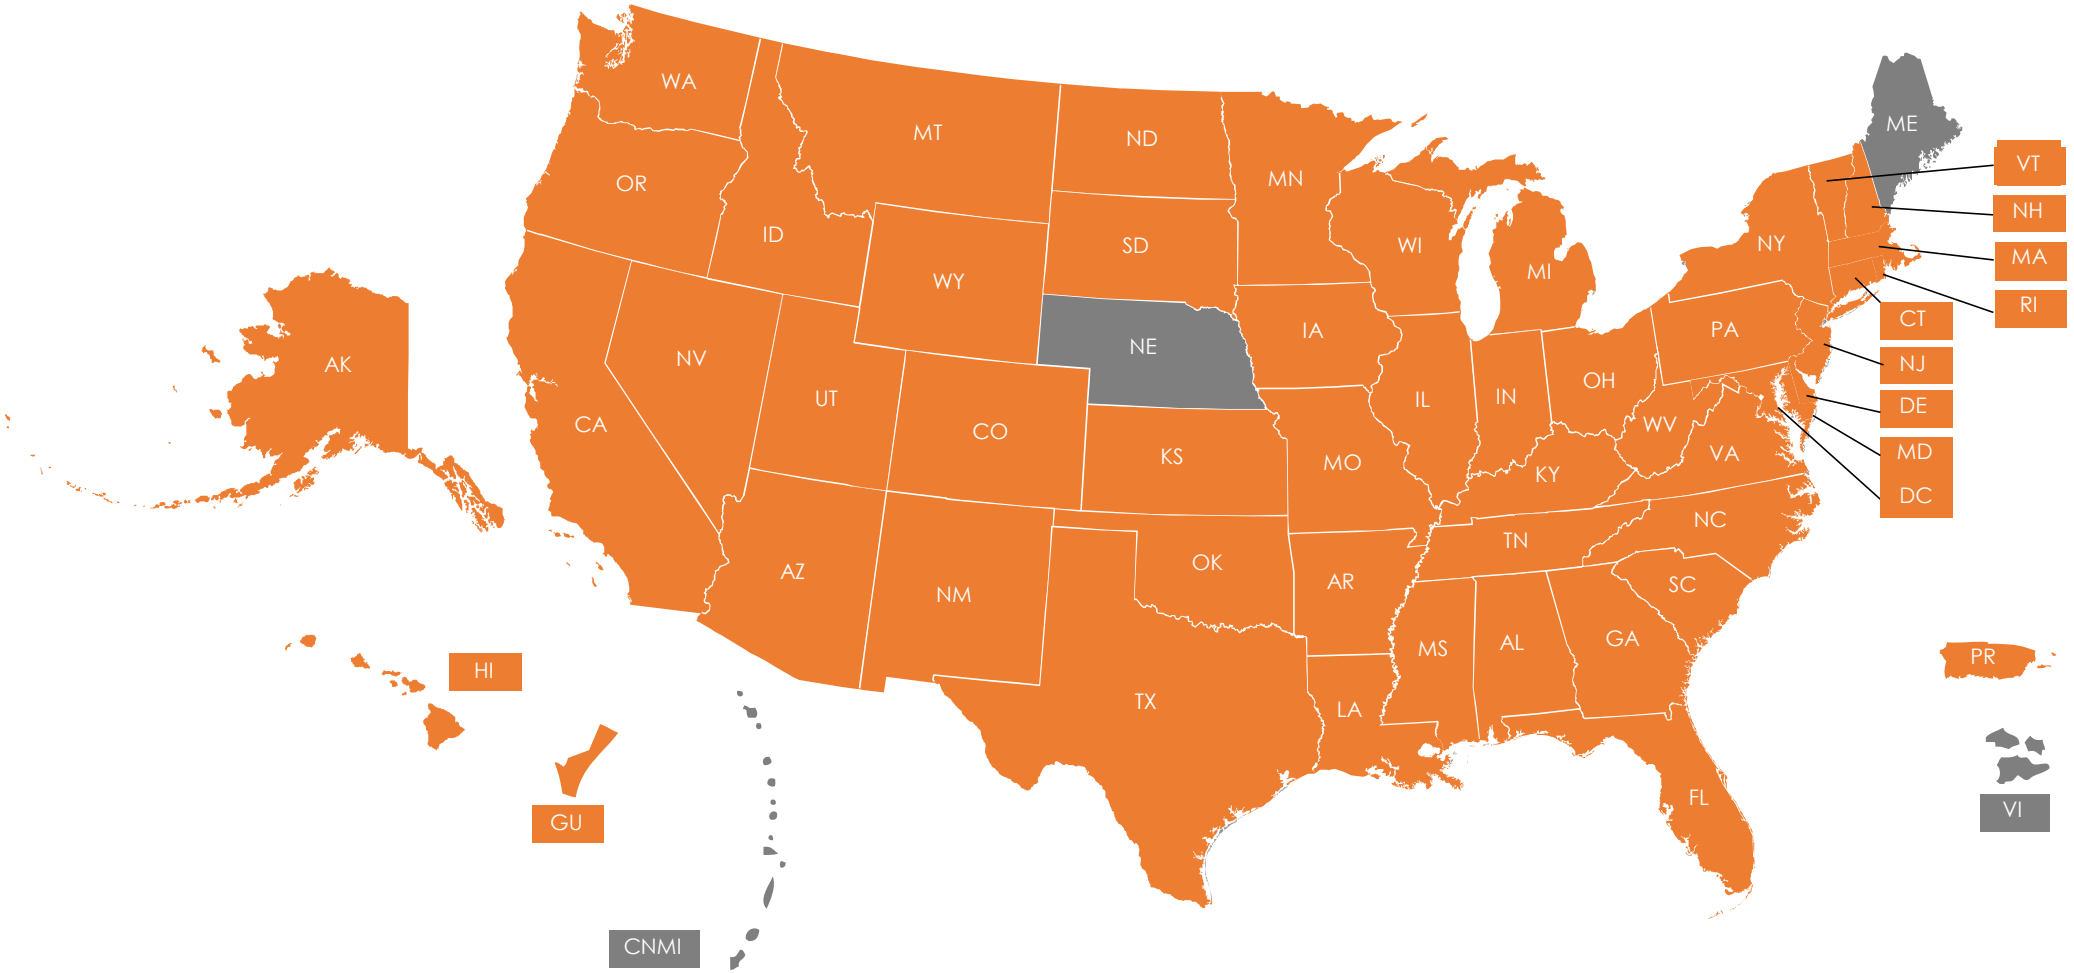 WA
MT
ND
MN
ME
VT
OR
ID
SD
WI
MI
NY
NH
MA
RI
WY
NE
IA
PA
CT
AK
NV
UT
CO
KS
IL
IN
OH
NJ
DE
CA
MO
KY
WV
VA
MD
DC
AZ
NM
OK
AR
TN
NC
SC
HI
TX
LA
MS
AL
GA
PR
GU
FL
VI
CNMI